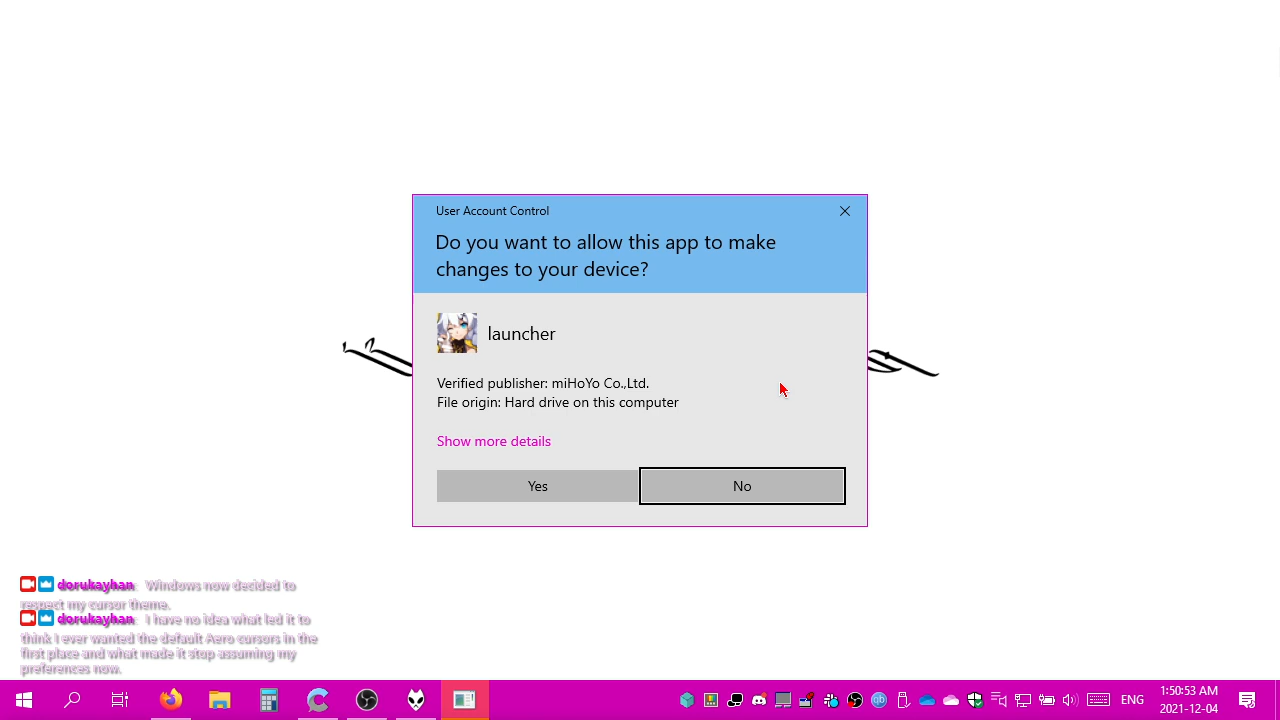 User Account Control
Do you want to allow this app to make
changes to your device?
launcher
Verified publisher: miHoYo Co.,Ltd.
File origin: Hard drive on this computer
Show more details
Yes
No
dorukayhan: Windows now decided to
respect my cursor theme.
dorukayhan: I have no idea what led it to
think I ever wanted the default Aero cursors in the
first place and what made it stop assuming my
preferences now.
ENG
1:50:53 AM
2021-12-04